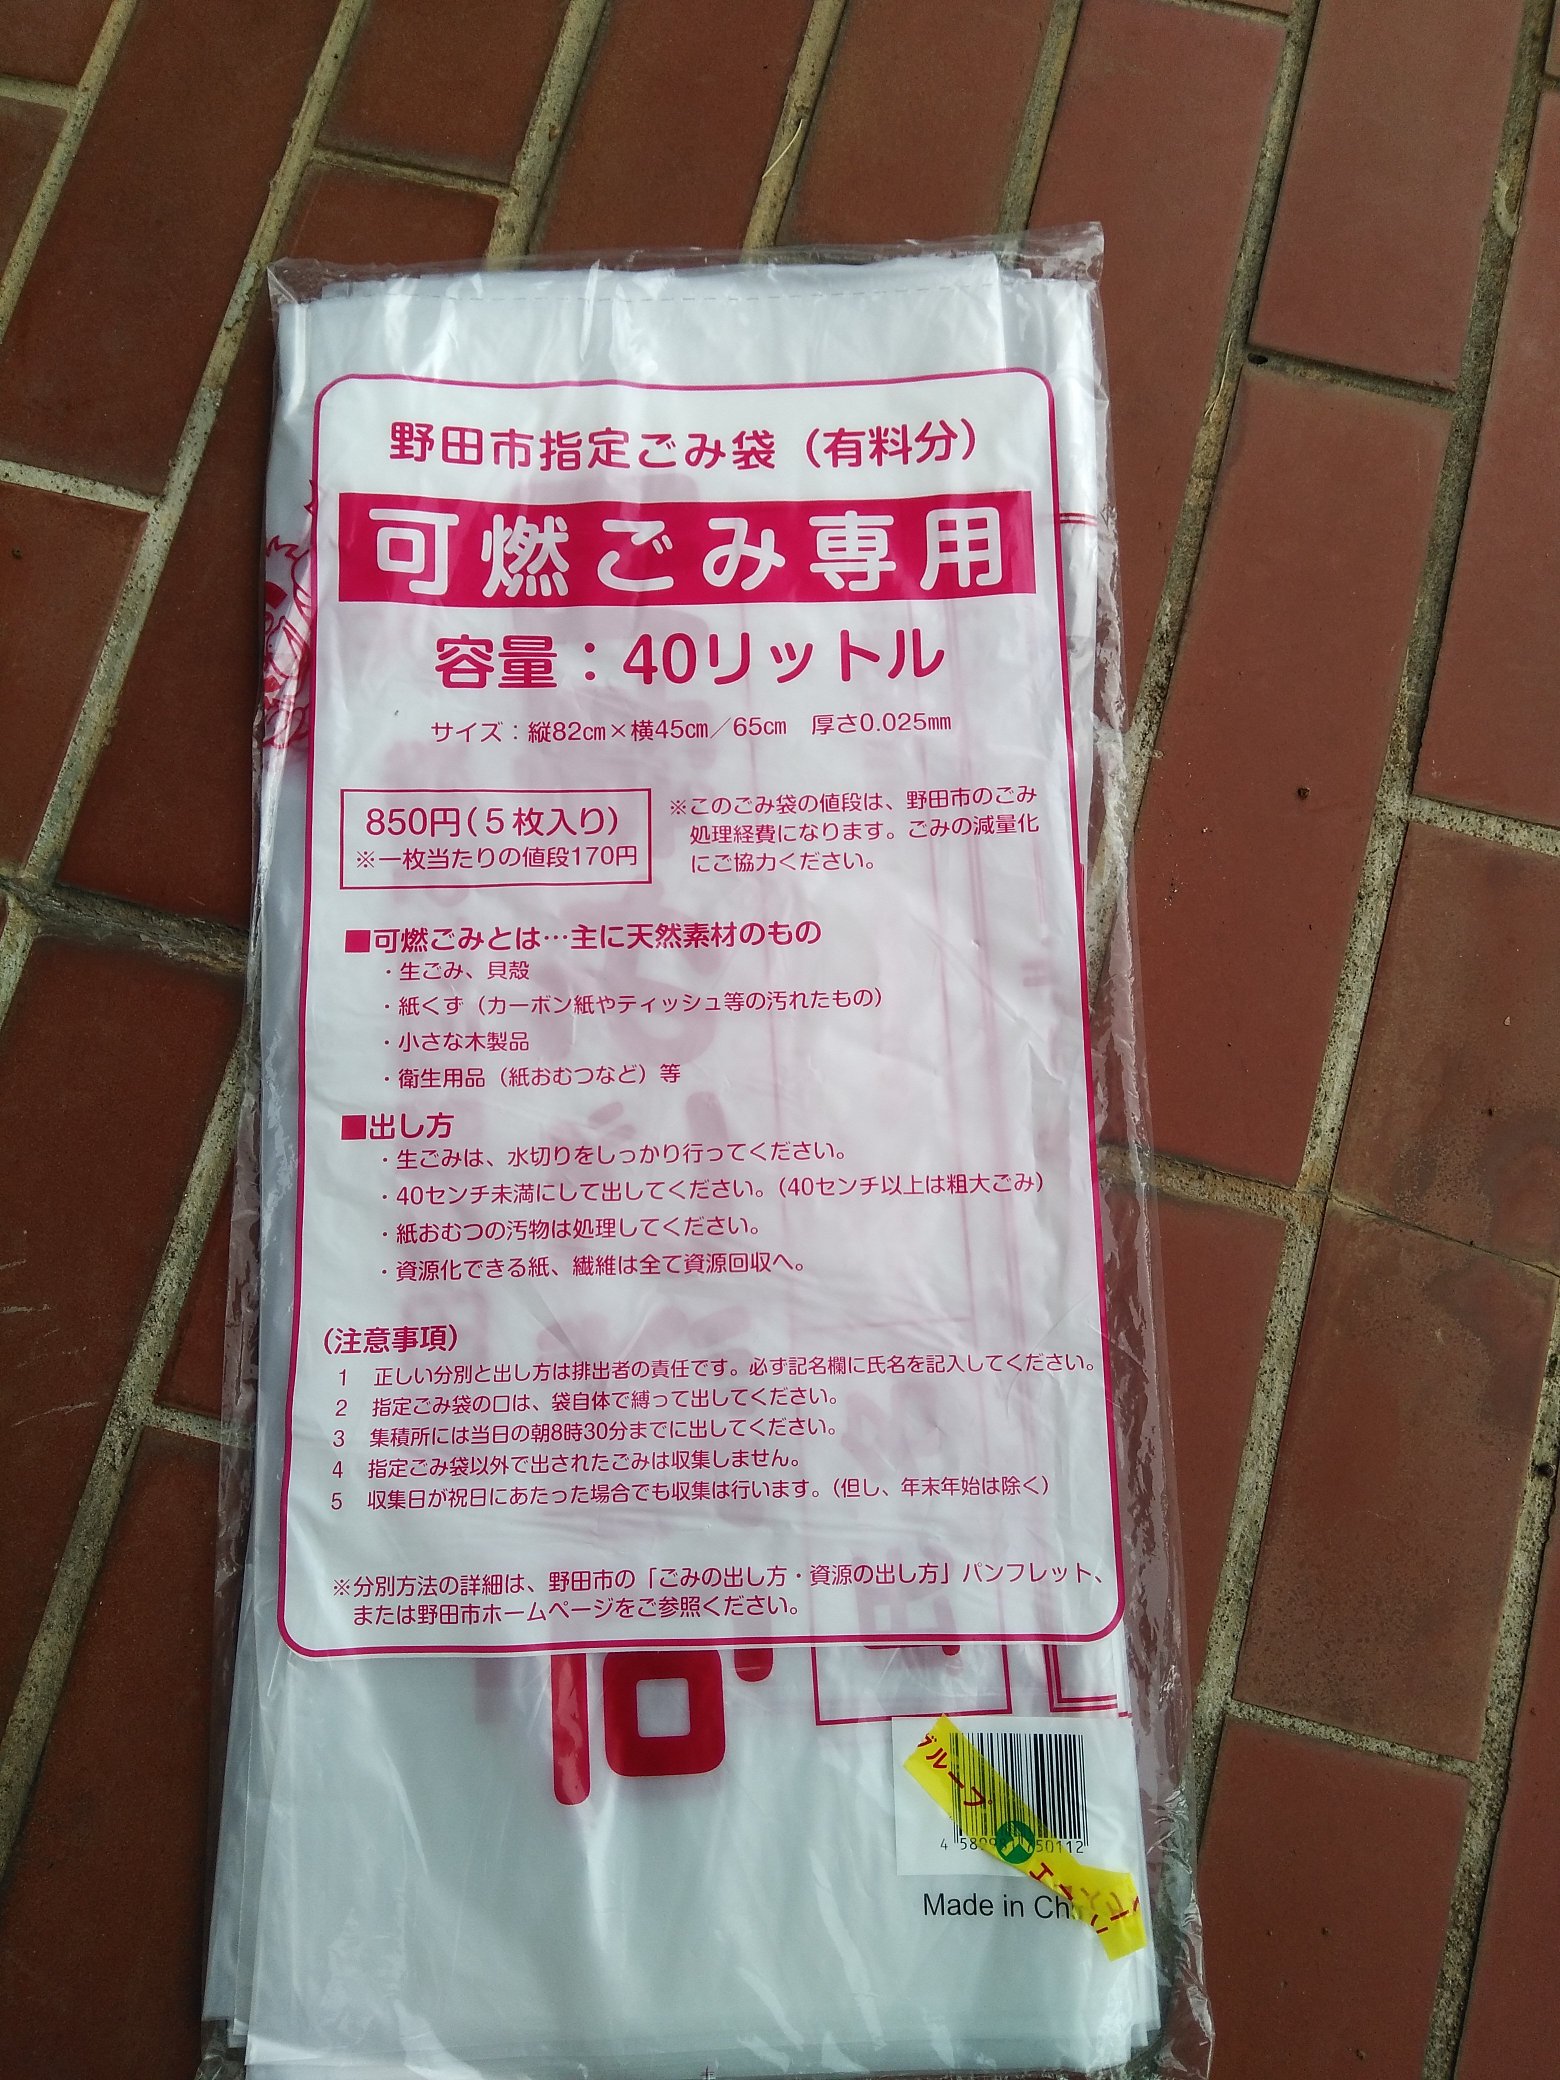 野田市指定ごみ袋（有料分）
可燃ごみ専用
容量：40リットル
サイズ：縦82㎝×横45㎝／65㎝　厚さ0.025㎜
850円（5枚入り）
※一枚当たりの値段170円
※このごみ袋の値段は、野田市のごみ
処理経費になります。ごみの減量化
にご協力ください。
■可燃ごみとは…主に天然素材のもの
・生ごみ、貝殻
・紙くず（カーボン紙やティッシュ等の汚れたもの）
・小さな木製品
・衛生用品（紙おむつなど）等
■出し方
・生ごみは、水切りをしっかり行ってください。
・40センチ未満にして出してください。（40センチ以上は粗大ごみ）
・紙おむつの汚物は処理してください。
・資源化できる紙、繊維は全て資源回収へ。
（注意事項）
1　正しい分別と出し方は排出者の責任です。必ず記名欄に氏名を記入してください。
2　指定ごみ袋の口は、袋自体で縛って出してください。
3　集積所には当日の朝8時30分までに出してください。
4　指定ごみ袋以外で出されたごみは収集しません。
5　収集日が祝日にあたった場合でも収集は行います。（但し、年末年始は除く）
※分別方法の詳細は、野田市の「ごみの出し方・資源の出し方」パンフレット、
または野田市ホームページをご参照ください。
グループ
Made in